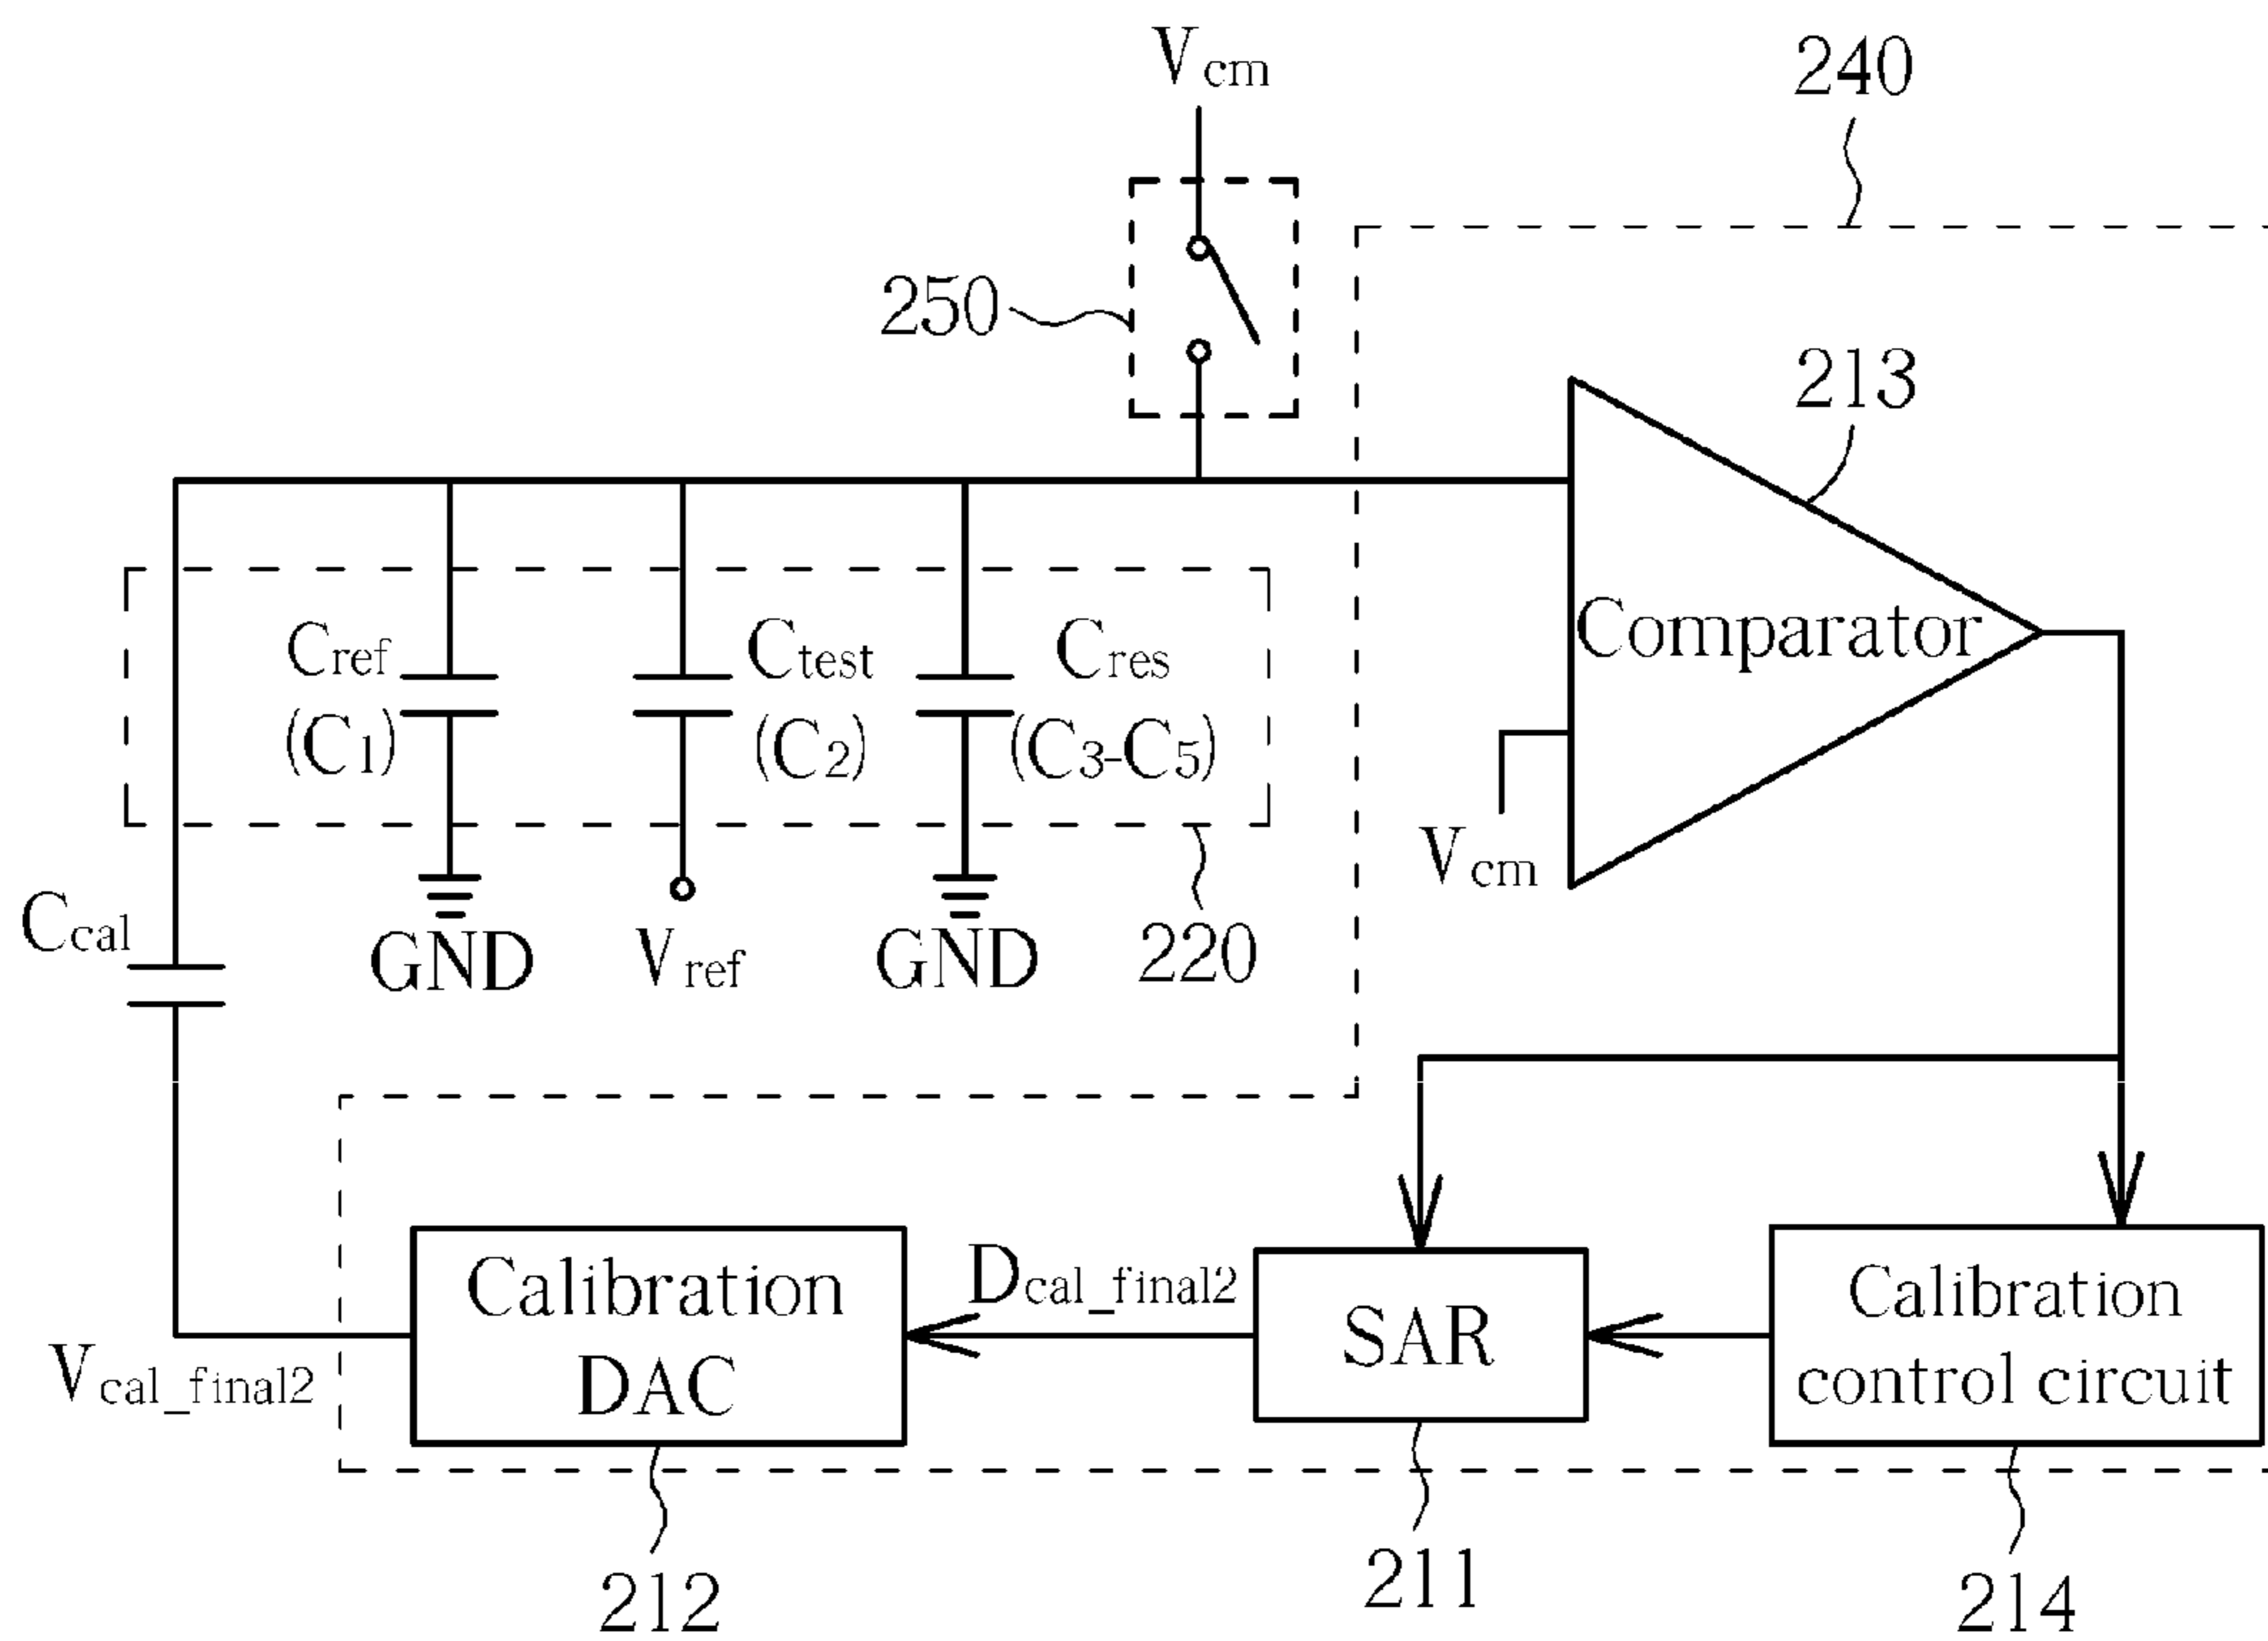 Vcm
240
250
213
Comparator
Cref
(C1)
Ctest
(C2)
Cres
(C3-C5)
Vcm
Ccal
GND
Vref
GND
220
Calibration
DAC
Dcal_final2
SAR
Calibration
control circuit
Vcal_final2
212
211
214